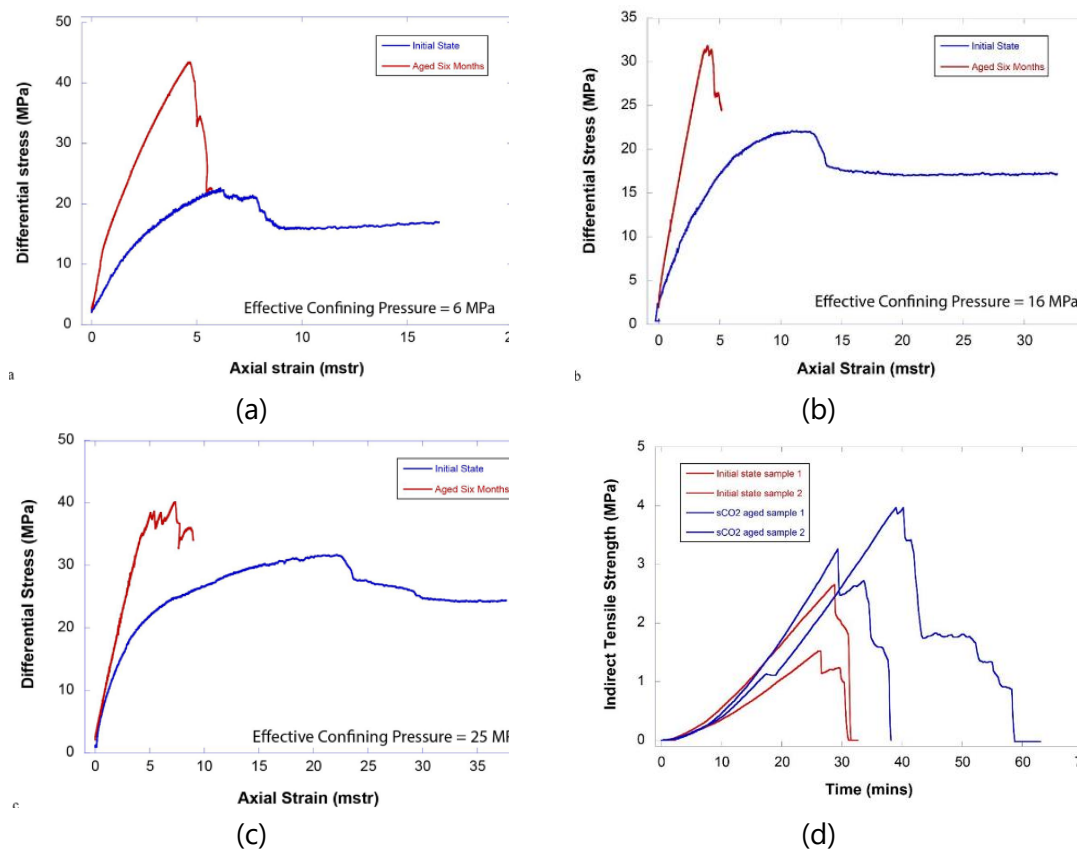 50
40
30
20
10
0
Differential stress (MPa)
Initial State
Aged Six Months
Effective Confining Pressure = 6 MPa
0 5 10 15 2
Axial strain (mstr)
a
(a)
35
30
25
20
15
10
5
0
Differential Stress (MPa)
Initial State
Aged Six Months
Effective Confining Pressure = 16 MPa
0 5 10 15 20 25 30
Axial Strain (mstr)
b
(b)
50
40
30
20
10
0
Differential Stress (MPa)
Initial State
Aged Six Months
Effective Confining Pressure = 25 MP
0 5 10 15 20 25 30 35
Axial Strain (mstr)
c
(c)
5
4
3
2
1
0
Indirect Tensile Strength (MPa)
Initial state sample 1
Initial state sample 2
sCO2 aged sample 1
sCO2 aged sample 2
0 10 20 30 40 50 60 7
Time (mins)
(d)